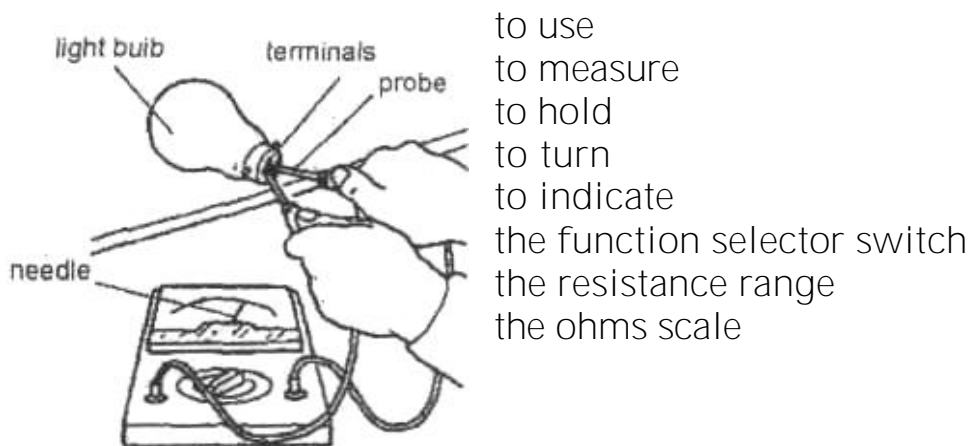 light buib
terminals
probe
needle
to use
to measure
to hold
to turn
to indicate
the function selector switch
the resistance range
the ohms scale